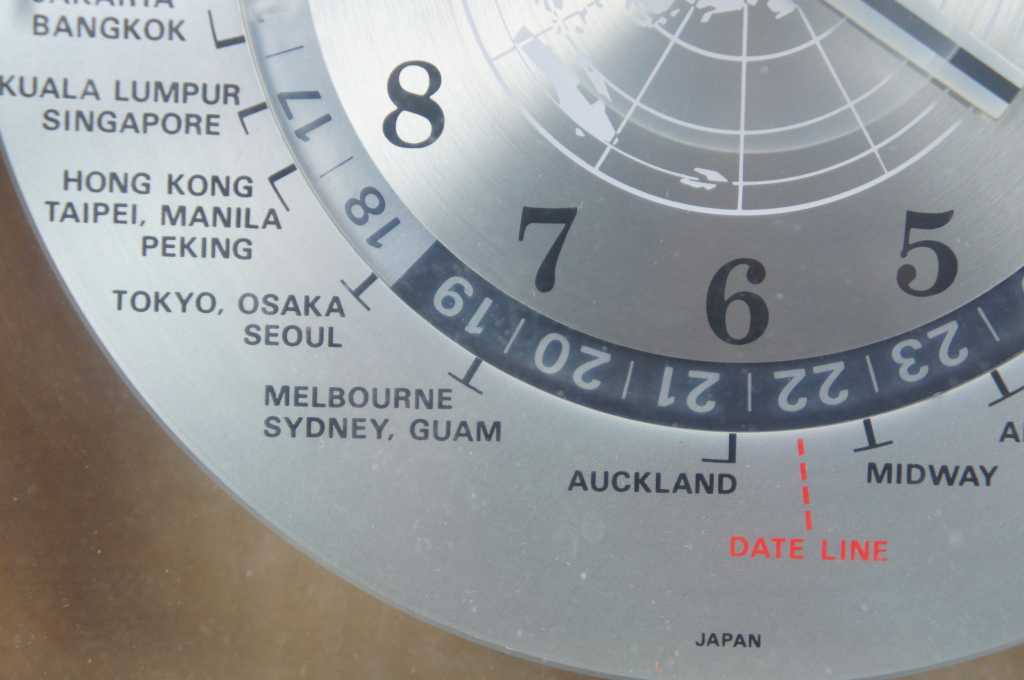 JAKARTA
BANGKOK
KUALA LUMPUR
SINGAPORE
HONG KONG
TAIPEI, MANILA
PEKING
TOKYO, OSAKA
SEOUL
MELBOURNE
SYDNEY, GUAM
AUCKLAND
MIDWAY
DATE LINE
JAPAN
8
7
6
5
17
18
19
20
21
22
23